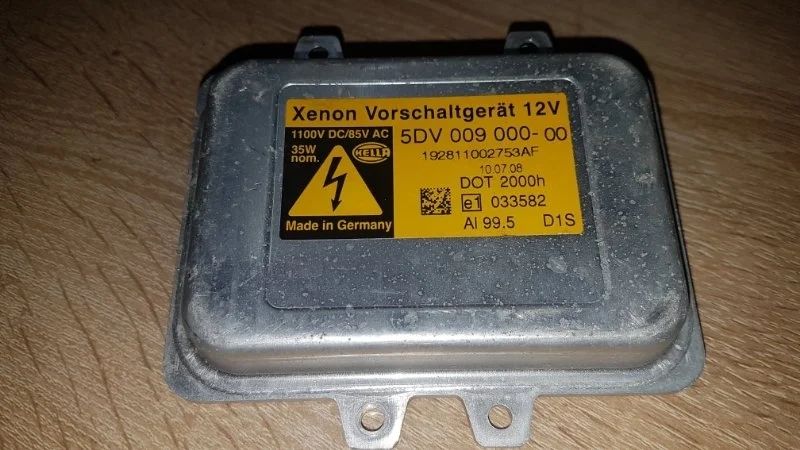 Xenon Vorschaltgerät 12V
1100V DC/85V AC
5DV 009 000-00
35W
nom.
HELLA
192811002753AF
10.07.08
DOT 2000h
e1 033582
Made in Germany
Al 99.5 D1S